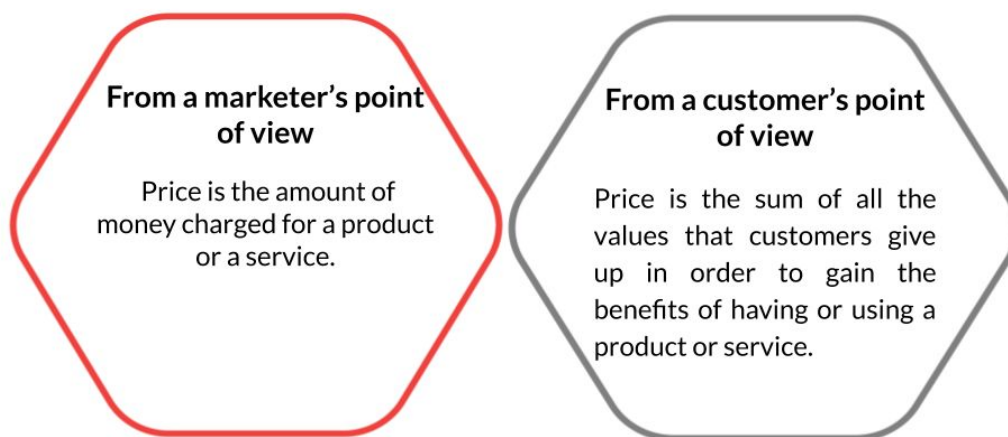 From a marketer’s point
of view
Price is the amount of
money charged for a product
or a service.
From a customer’s point
of view
Price is the sum of all the
values that customers give
up in order to gain the
benefits of having or using a
product or service.